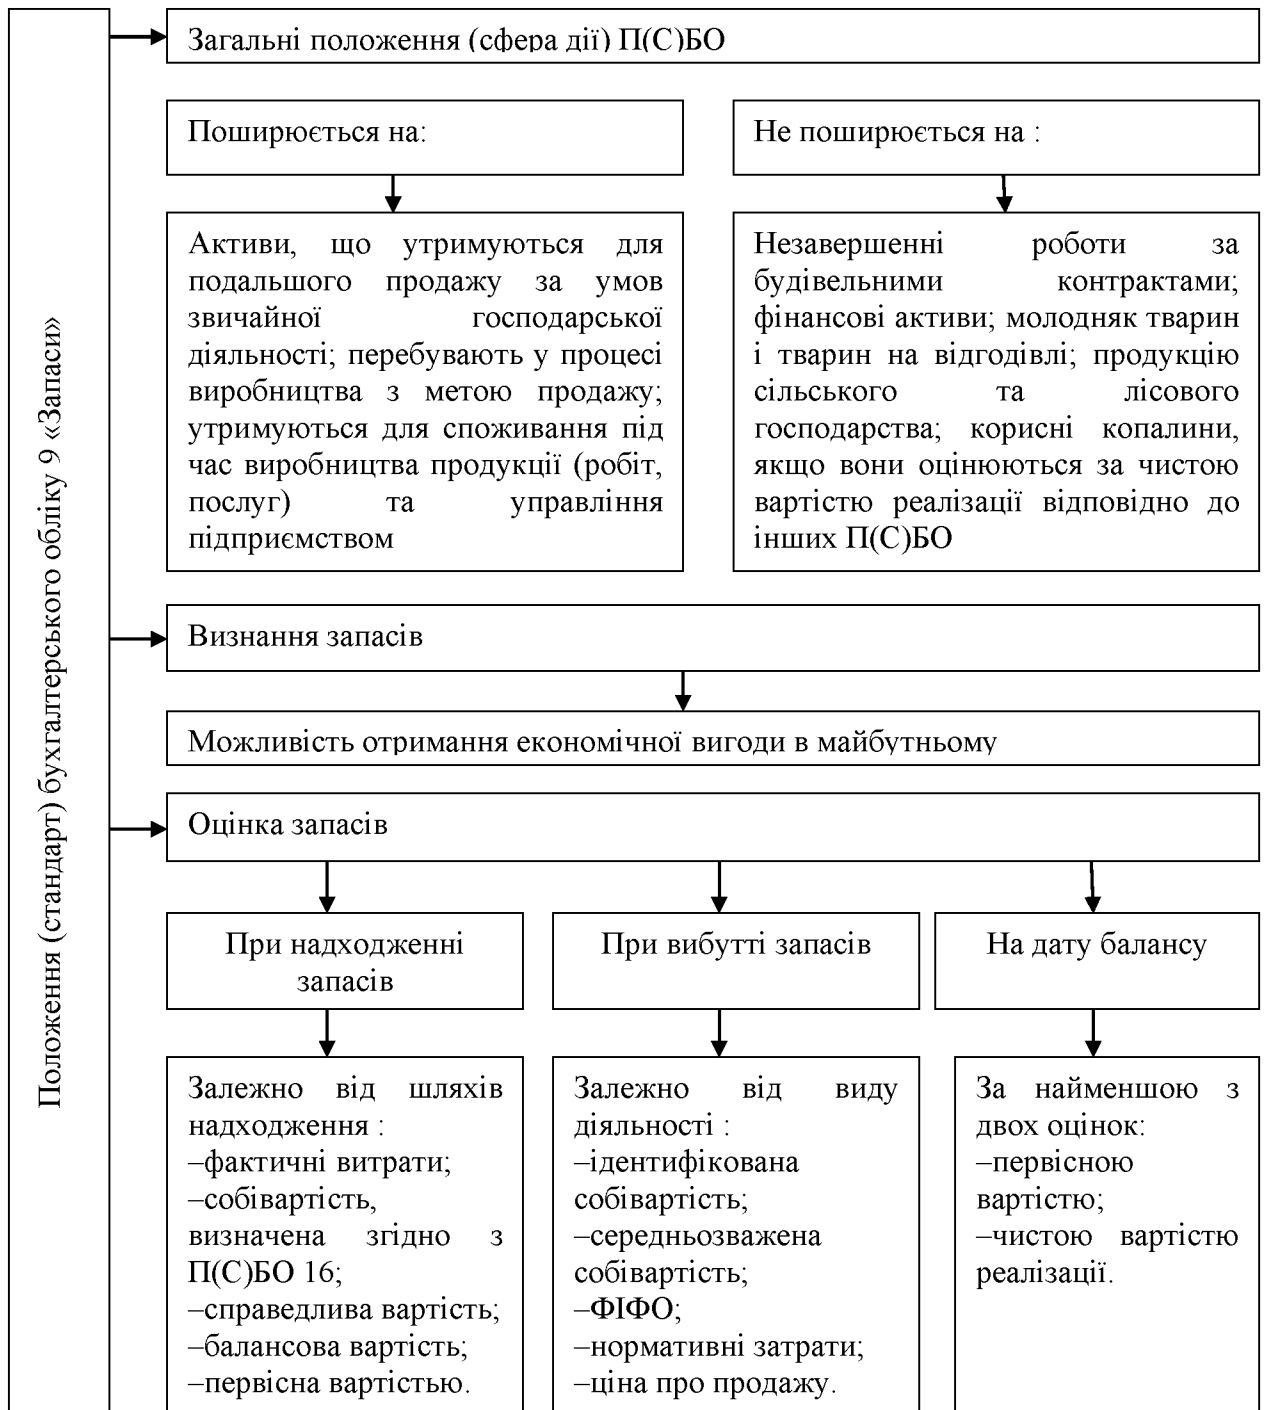 Положення (стандарт) бухгалтерського обліку 9 «Запаси»
Загальні положення (сфера дії) П(С)БО
Поширюється на:
Не поширюється на :
Активи, що утримуються для
подальшого продажу за умов
звичайної господарської
діяльності; перебувають у процесі
виробництва з метою продажу;
утримуються для споживання під
час виробництва продукції (робіт,
послуг) та управління
підприємством
Незавершенні роботи за
будівельними контрактами;
фінансові активи; молодняк тварин
і тварин на відгодівлі; продукцію
сільського та лісового
господарства; корисні копалини,
якщо вони оцінюються за чистою
вартістю реалізації відповідно до
інших П(С)БО
Визнання запасів
Можливість отримання економічної вигоди в майбутньому
Оцінка запасів
При надходженні
запасів
При вибутті запасів
На дату балансу
Залежно від шляхів
надходження :
–фактичні витрати;
–собівартість,
визначена згідно з
П(С)БО 16;
–справедлива вартість;
–балансова вартість;
–первісна вартістью.
Залежно від виду
діяльності :
–ідентифікована
собівартість;
–середньозважена
собівартість;
–ФІФО;
–нормативні затрати;
–ціна про продажу.
За найменшою з
двох оцінок:
–первісною
вартістю;
–чистою вартістю
реалізації.